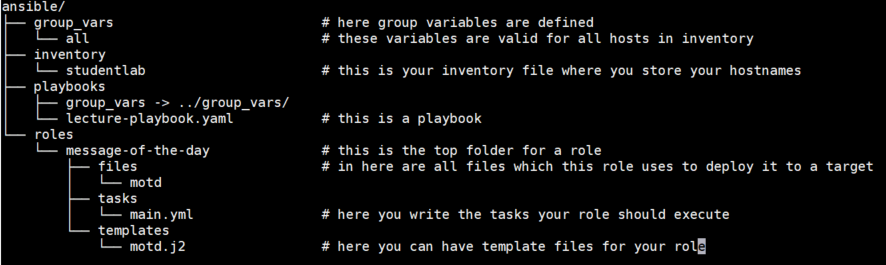 ansible/
├── group_vars                        # here group variables are defined
│   └── all                           # these variables are valid for all hosts in inventory
├── inventory
│   └── studentlab                    # this is your inventory file where you store your hostnames
├── playbooks
│   ├── group_vars -> ../group_vars/
│   └── lecture-playbook.yaml         # this is a playbook
└── roles
    └── message-of-the-day            # this is the top folder for a role
        ├── files                     # in here are all files which this role uses to deploy it to a target
        │   └── motd
        ├── tasks
        │   └── main.yml              # here you write the tasks your role should execute
        └── templates
            └── motd.j2               # here you can have template files for your role